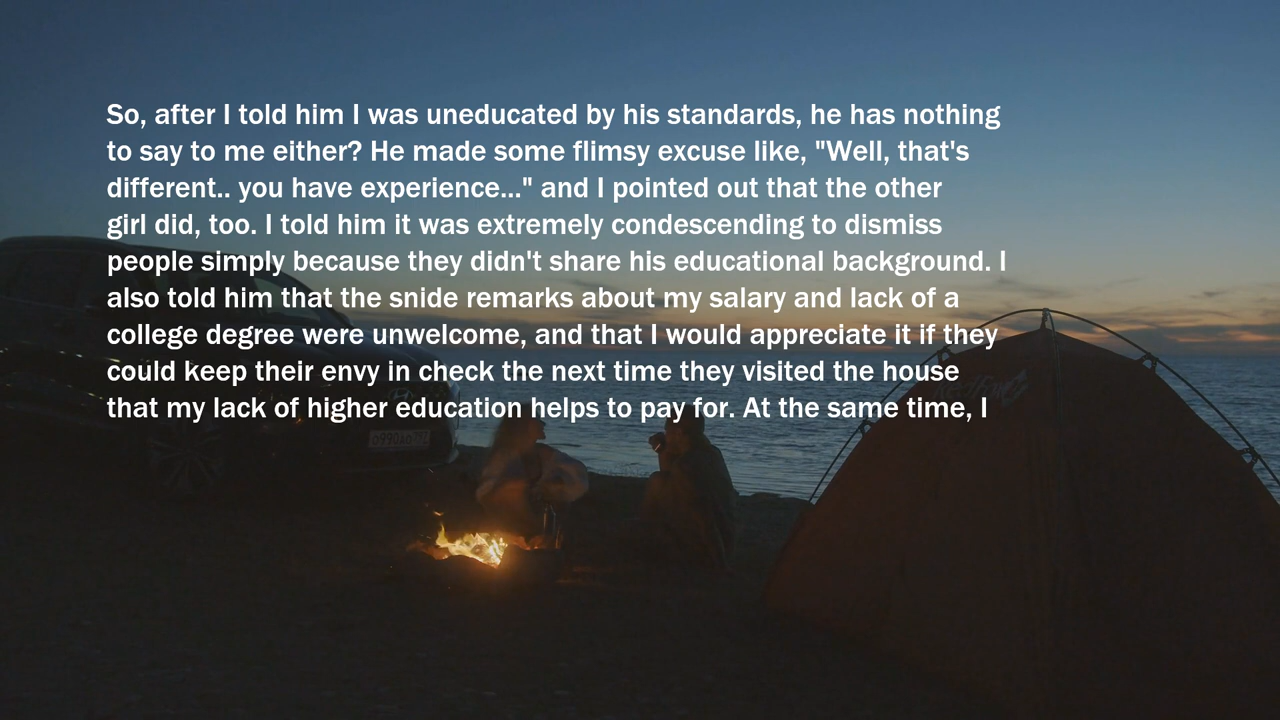 So, after I told him I was uneducated by his standards, he has nothing
to say to me either? He made some flimsy excuse like, "Well, that's
different.. you have experience..." and I pointed out that the other
girl did, too. I told him it was extremely condescending to dismiss
people simply because they didn't share his educational background. I
also told him that the snide remarks about my salary and lack of a
college degree were unwelcome, and that I would appreciate it if they
could keep their envy in check the next time they visited the house
that my lack of higher education helps to pay for. At the same time, I